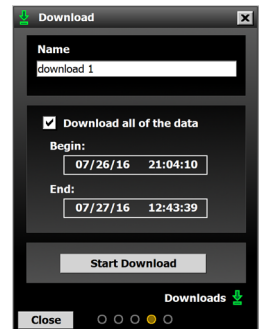 Download
Name
download 1
Download all of the data
Begin:
07/26/16 21:04:10
End:
07/27/16 12:43:39
Start Download
Downloads
Close